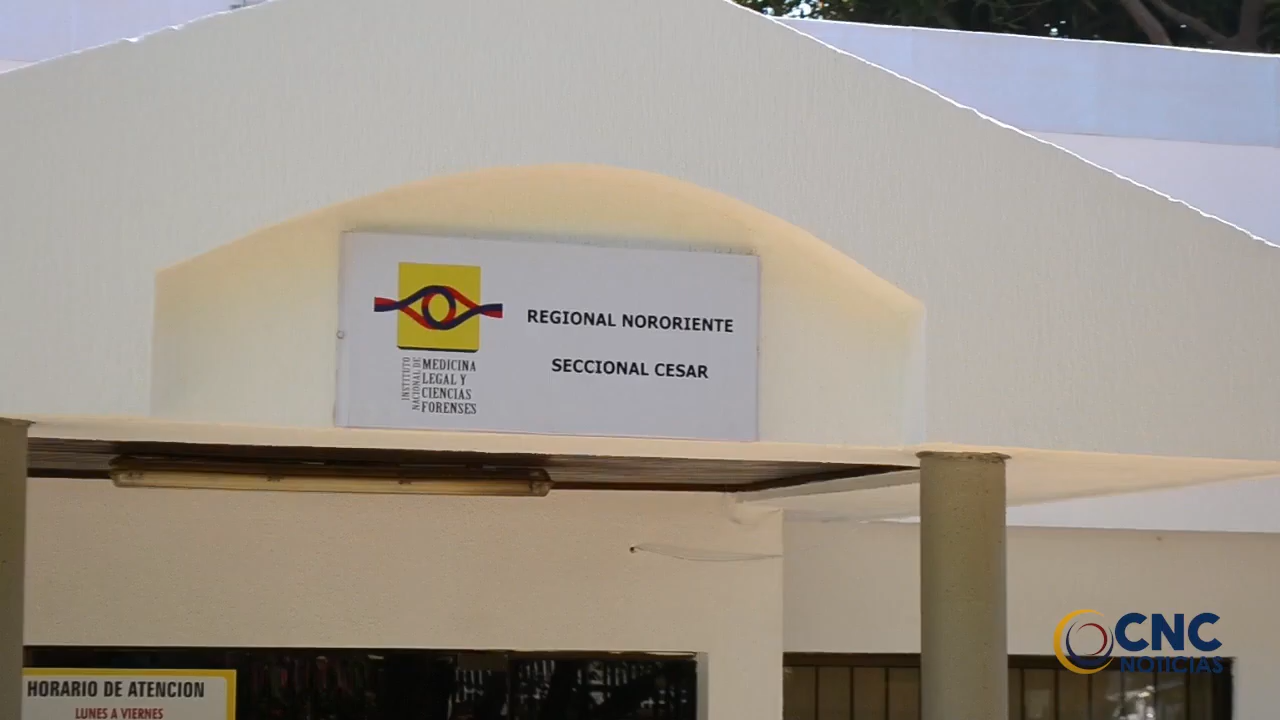 REGIONAL NORORIENTE
SECCIONAL CESAR
INSTITUTO
NACIONAL DE
MEDICINA
LEGAL Y
CIENCIAS
FORENSES
HORARIO DE ATENCION
LUNES A VIERNES
CNC
NOTICIAS